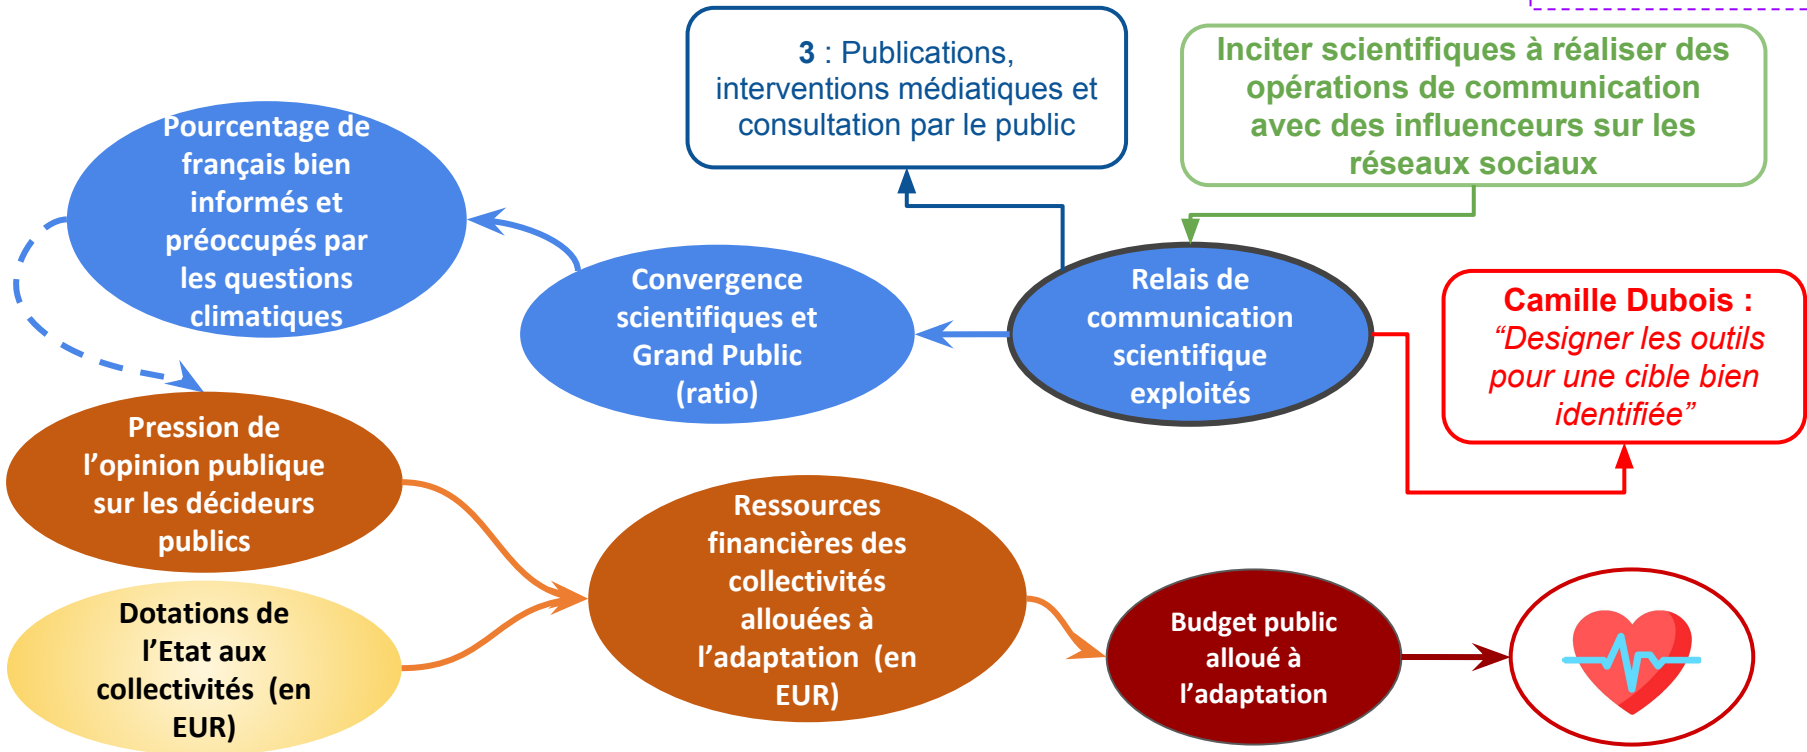 3 : Publications,
interventions médiatiques et
consultation par le public
Inciter scientifiques à réaliser des
opérations de communication
avec des influenceurs sur les
réseaux sociaux
Pourcentage de
français bien
informés et
préoccupés par
les questions
climatiques
Convergence
scientifiques et
Grand Public
(ratio)
Relais de
communication
scientifique
exploités
Camille Dubois :
“Designer les outils
pour une cible bien
identifiée”
Pression de
l’opinion publique
sur les décideurs
publics
Ressources
financières des
collectivités
allouées à
l’adaptation (en
EUR)
Dotations de
l’Etat aux
collectivités (en
EUR)
Budget public
alloué à
l’adaptation